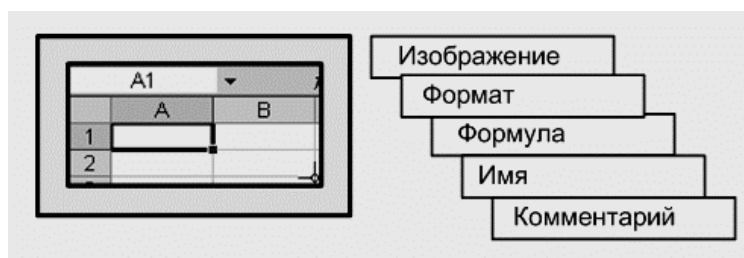 A1
A B
1
2
Изображение
Формат
Формула
Имя
Комментарий